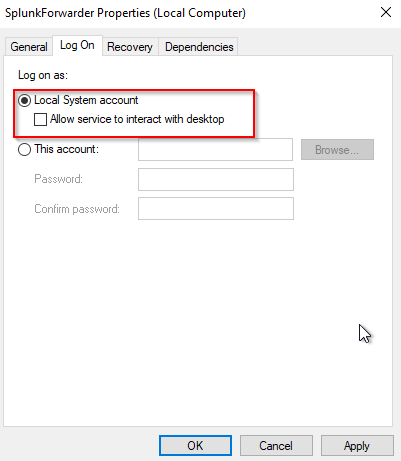 SplunkForwarder Properties (Local Computer)
General Log On Recovery Dependencies
Log on as:
Local System account
Allow service to interact with desktop
This account:
Browse...
Password:
Confirm password:
OK Cancel Apply